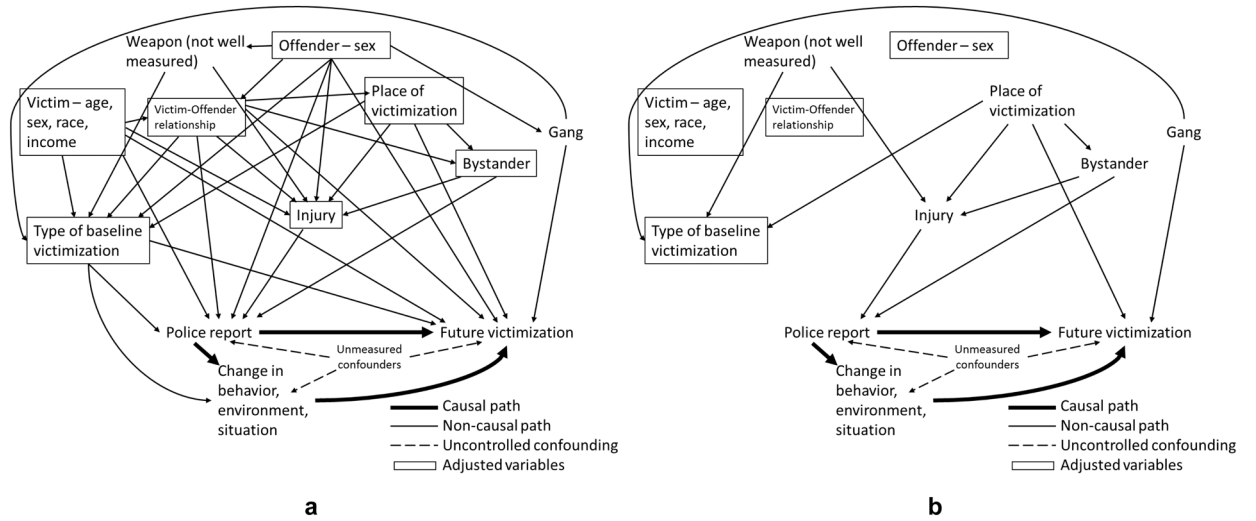 Weapon (not well
measured)
Offender – sex
Victim – age,
sex, race,
income
Victim-Offender
relationship
Place of
victimization
Gang
Bystander
Injury
Type of baseline
victimization
Police report
Future victimization
Unmeasured
confounders
Change in
behavior,
environment,
situation
Causal path
Non-causal path
Uncontrolled confounding
Adjusted variables
a
Weapon (not well
measured)
Offender – sex
Victim – age,
sex, race,
income
Victim-Offender
relationship
Place of
victimization
Gang
Bystander
Injury
Type of baseline
victimization
Police report
Future victimization
Unmeasured
confounders
Change in
behavior,
environment,
situation
Causal path
Non-causal path
Uncontrolled confounding
Adjusted variables
b